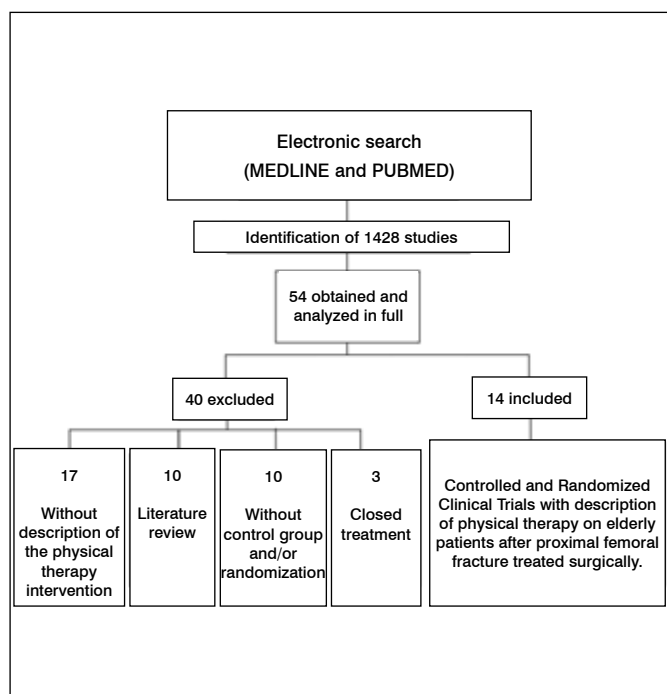 Electronic search
(MEDLINE and PUBMED)
Identification of 1428 studies
54 obtained and
analyzed in full
40 excluded
14 included
17
Without
description of
the physical
therapy
intervention
10
Literature
review
10
Without
control group
and/or
randomization
3
Closed
treatment
Controlled and Randomized
Clinical Trials with description
of physical therapy on elderly
patients after proximal femoral
fracture treated surgically.